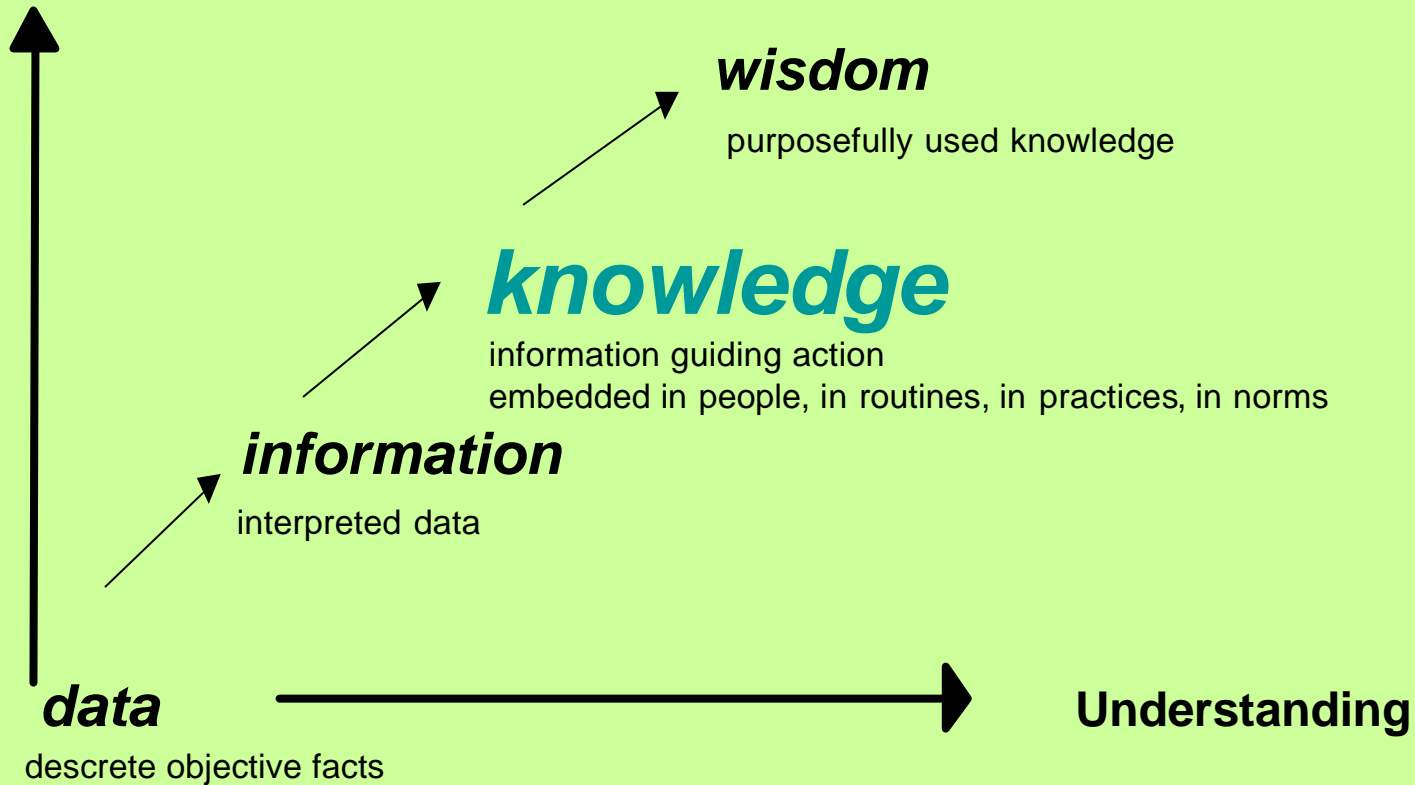 wisdom
purposefully used knowledge
knowledge
information guiding action
embedded in people, in routines, in practices, in norms
information
interpreted data
data
Understanding
descrete objective facts